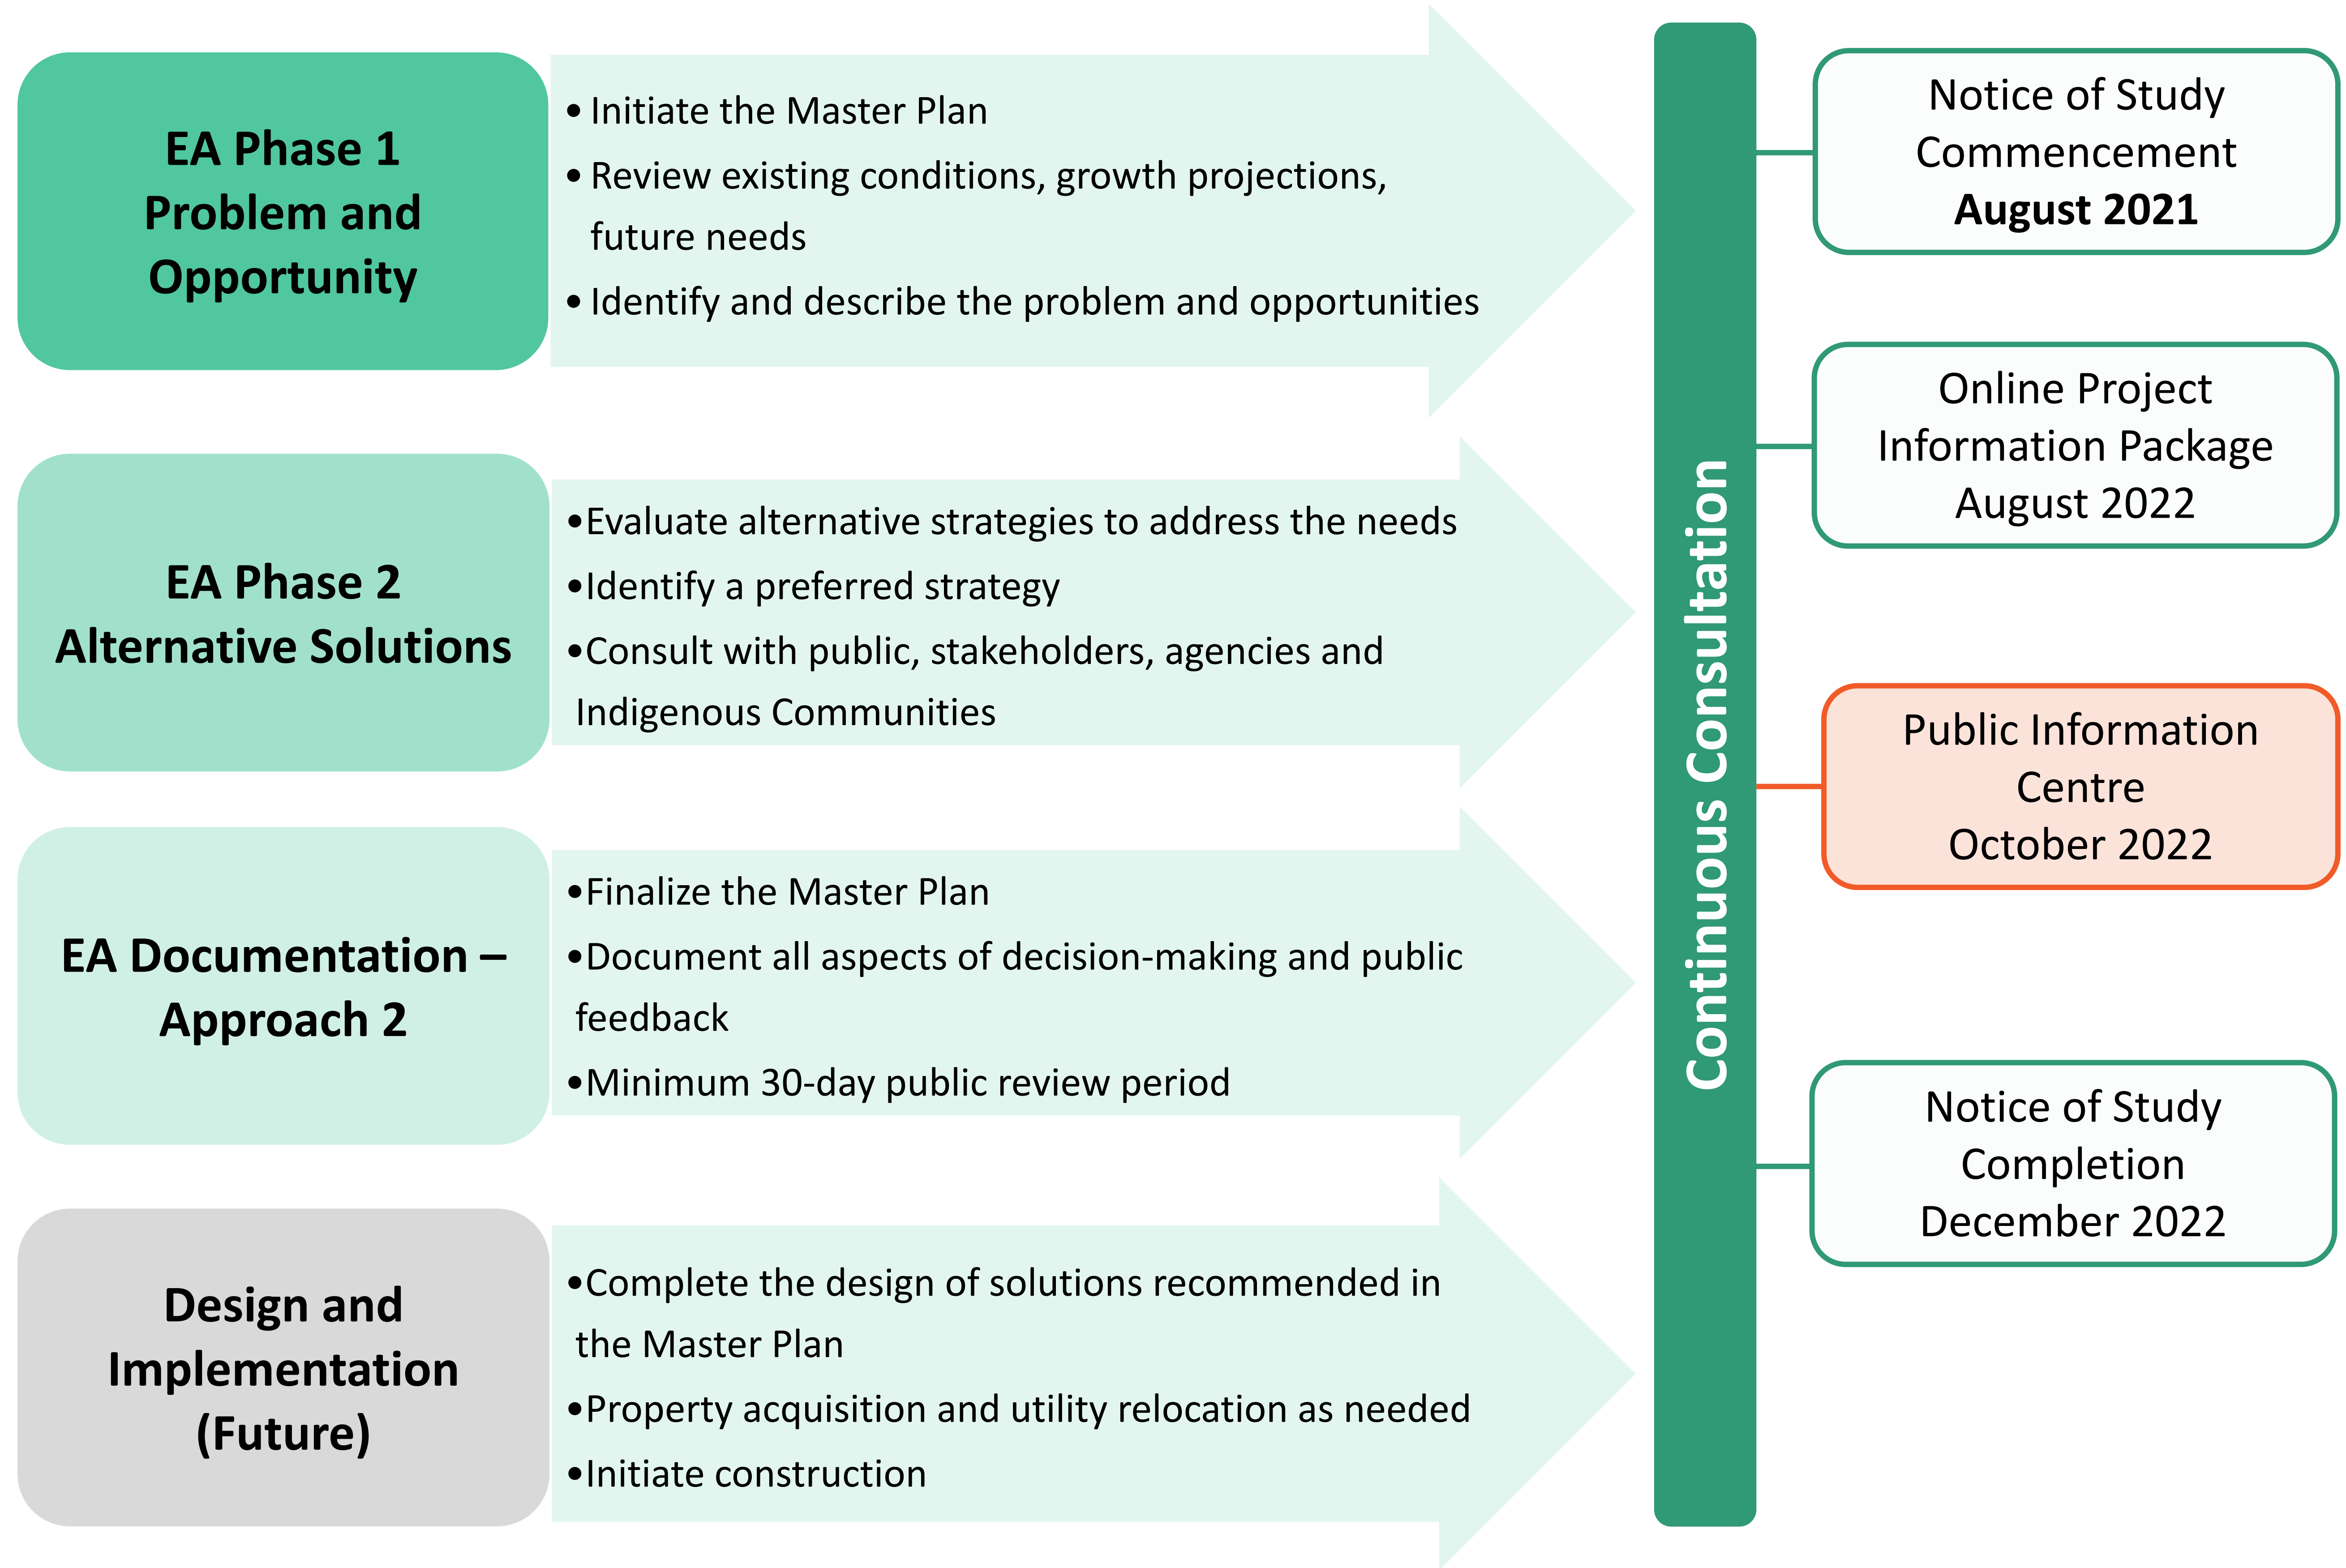 EA Phase 1
Problem and
Opportunity
• Initiate the Master Plan
• Review existing conditions, growth projections,
future needs
• Identify and describe the problem and opportunities
EA Phase 2
Alternative Solutions
•Evaluate alternative strategies to address the needs
•Identify a preferred strategy
•Consult with public, stakeholders, agencies and
Indigenous Communities
EA Documentation –
Approach 2
•Finalize the Master Plan
•Document all aspects of decision-making and public
feedback
•Minimum 30-day public review period
Design and
Implementation
(Future)
•Complete the design of solutions recommended in
the Master Plan
•Property acquisition and utility relocation as needed
•Initiate construction
Continuous Consultation
Notice of Study
Commencement
August 2021
Online Project
Information Package
August 2022
Public Information
Centre
October 2022
Notice of Study
Completion
December 2022